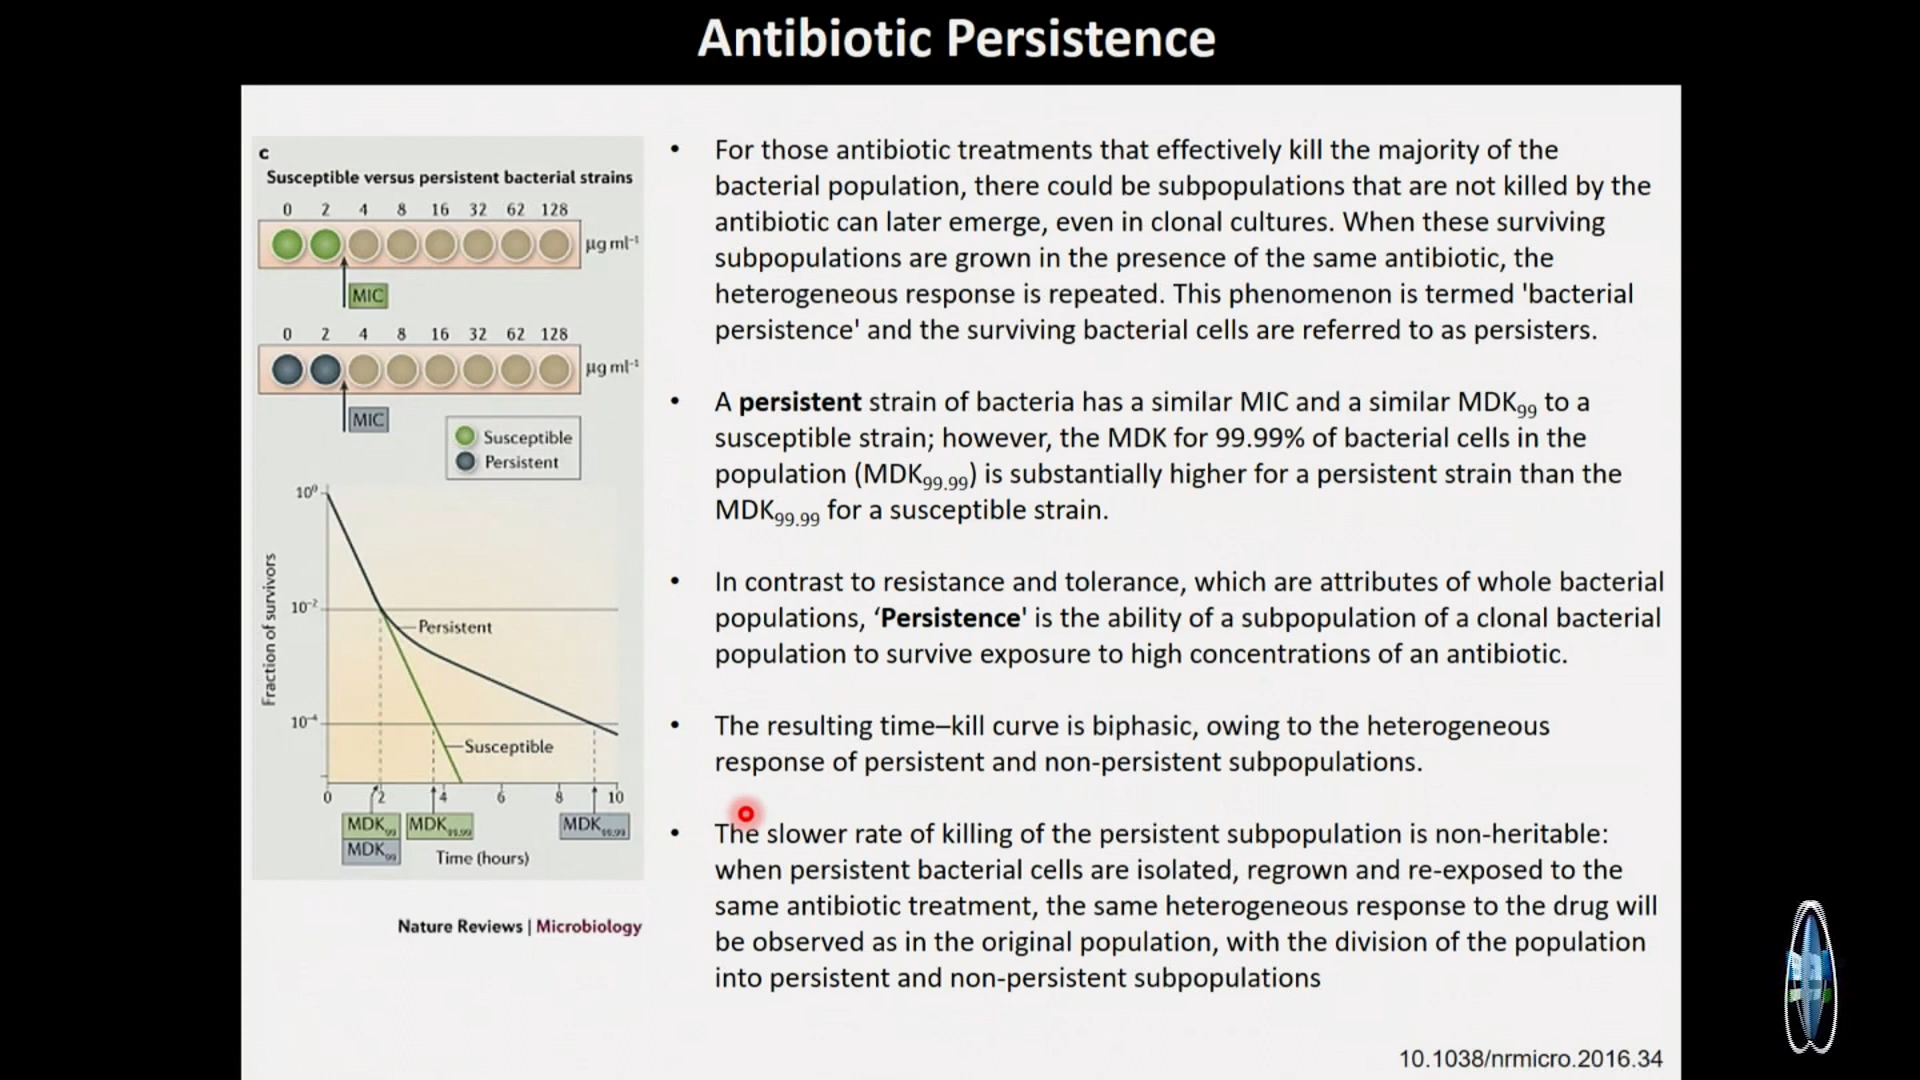 Antibiotic Persistence
c
Susceptible versus persistent bacterial strains
0 2 4 8 16 32 62 128
µg ml⁻¹
MIC
0 2 4 8 16 32 62 128
µg ml⁻¹
MIC
Susceptible
Persistent
Fraction of survivors
10⁰
10⁻²
10⁻⁴
Persistent
Susceptible
0 2 4 6 8 10
MDK₉₉ MDK₉₉.₉₉ MDK₉₉.₉₉
MDK₉₉
Time (hours)
Nature Reviews | Microbiology
• For those antibiotic treatments that effectively kill the majority of the
bacterial population, there could be subpopulations that are not killed by the
antibiotic can later emerge, even in clonal cultures. When these surviving
subpopulations are grown in the presence of the same antibiotic, the
heterogeneous response is repeated. This phenomenon is termed 'bacterial
persistence' and the surviving bacterial cells are referred to as persisters.
• A persistent strain of bacteria has a similar MIC and a similar MDK₉₉ to a
susceptible strain; however, the MDK for 99.99% of bacterial cells in the
population (MDK₉₉.₉₉) is substantially higher for a persistent strain than the
MDK₉₉.₉₉ for a susceptible strain.
• In contrast to resistance and tolerance, which are attributes of whole bacterial
populations, ‘Persistence' is the ability of a subpopulation of a clonal bacterial
population to survive exposure to high concentrations of an antibiotic.
• The resulting time–kill curve is biphasic, owing to the heterogeneous
response of persistent and non-persistent subpopulations.
• The slower rate of killing of the persistent subpopulation is non-heritable:
when persistent bacterial cells are isolated, regrown and re-exposed to the
same antibiotic treatment, the same heterogeneous response to the drug will
be observed as in the original population, with the division of the population
into persistent and non-persistent subpopulations
10.1038/nrmicro.2016.34